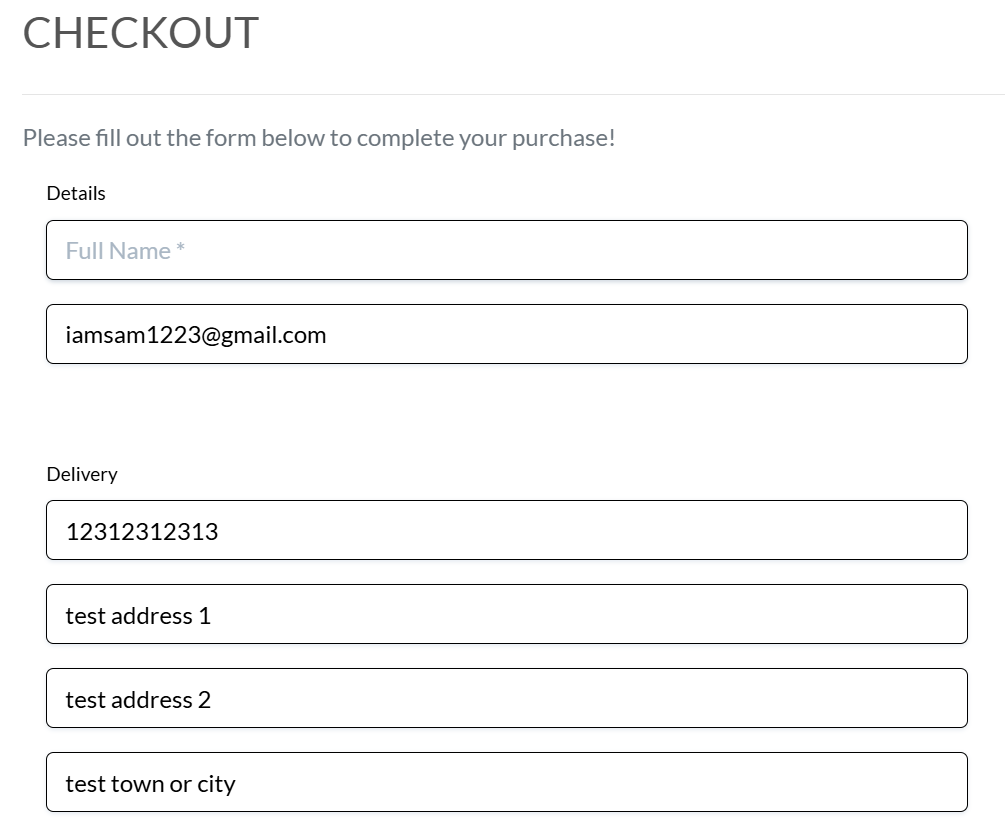 CHECKOUT
Please fill out the form below to complete your purchase!
Details
Full Name *
iamsam1223@gmail.com
Delivery
12312312313
test address 1
test address 2
test town or city